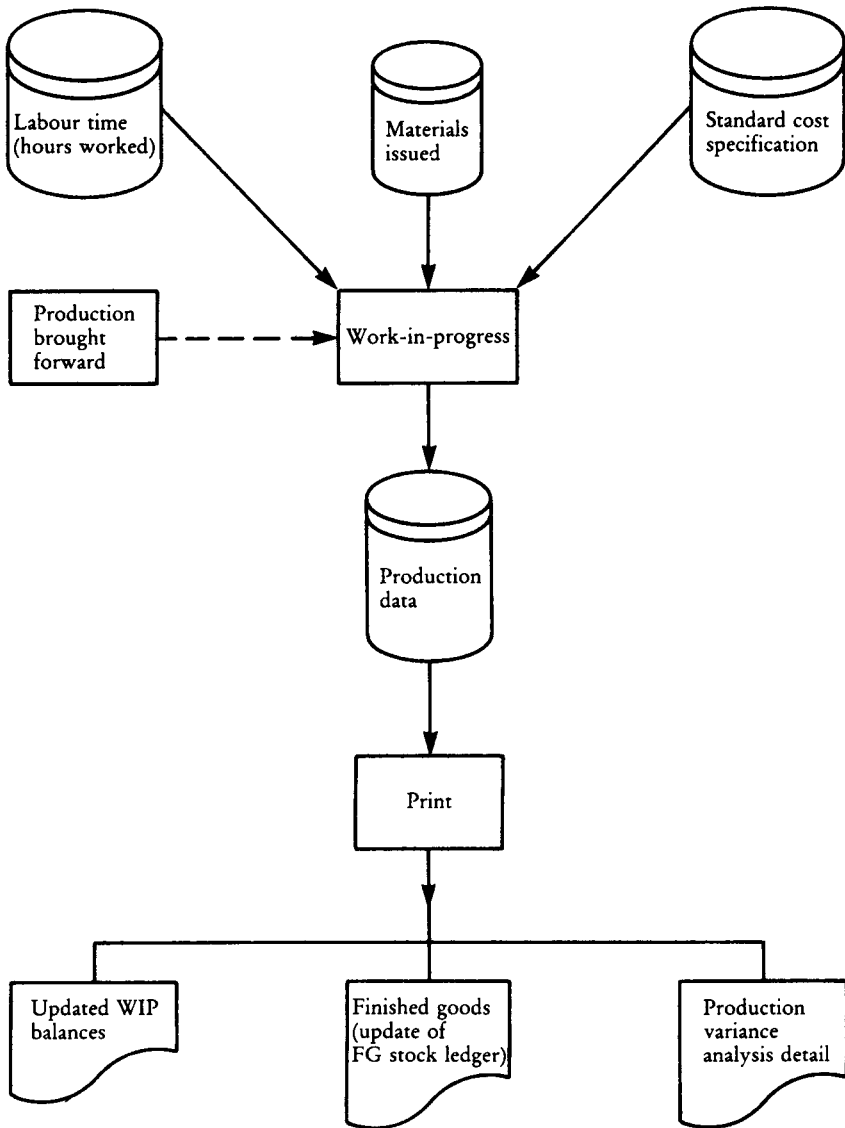 Labour time
(hours worked)
Materials
issued
Standard cost
specification
Production
brought
forward
Work-in-progress
Production
data
Print
Updated WIP
balances
Finished goods
(update of
FG stock ledger)
Production
variance
analysis detail